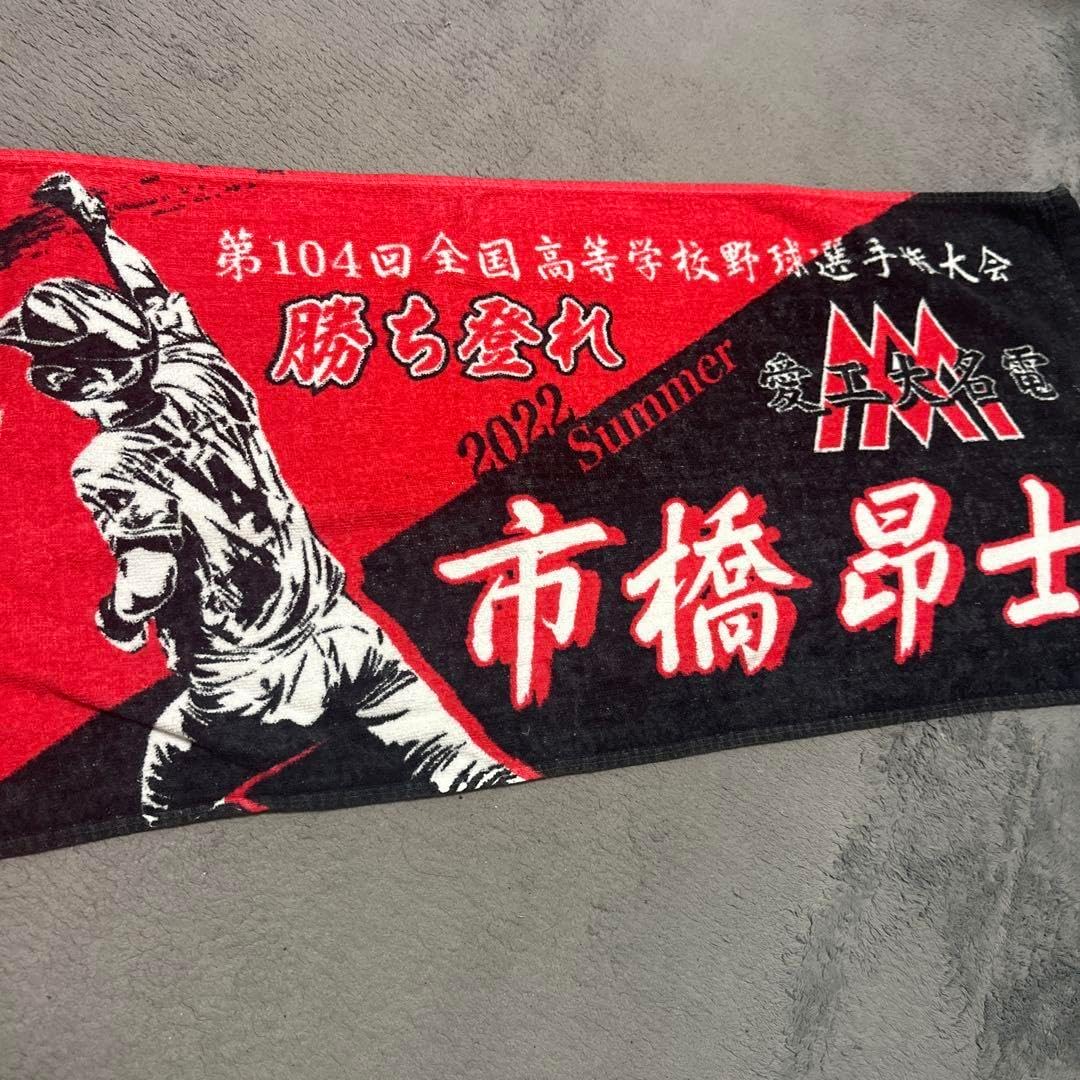 第104回全国高等学校野球選手権大会
勝ち登れ
2022
Summer
愛工大名電
市橋昂士